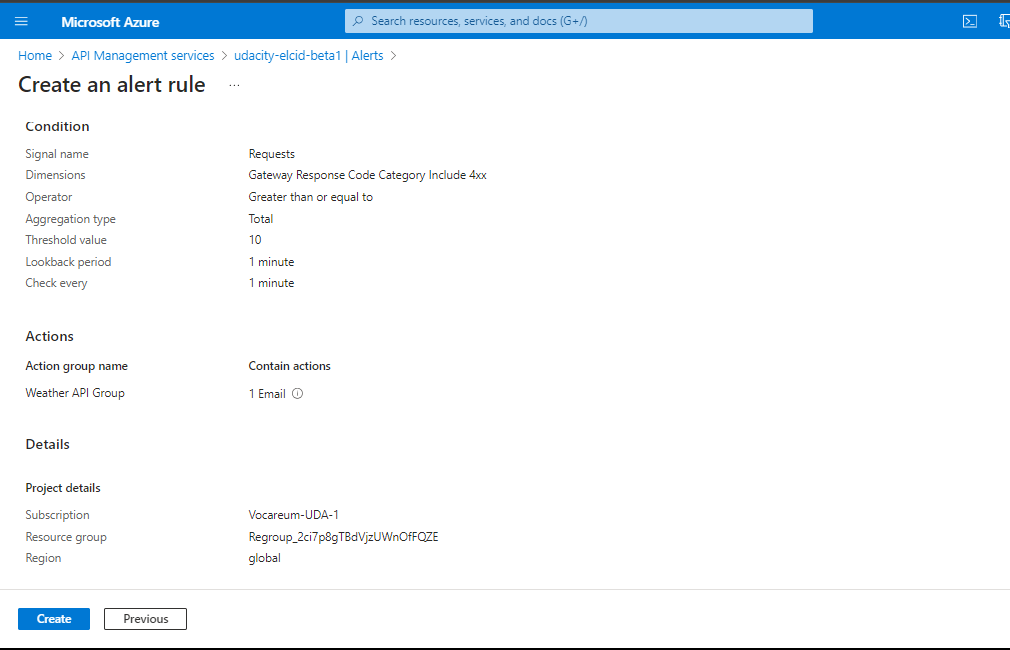 Microsoft Azure
Search resources, services, and docs (G+/)
Home > API Management services > udacity-elcid-beta1 | Alerts >
Create an alert rule ...
Condition
Signal name Requests
Dimensions Gateway Response Code Category Include 4xx
Operator Greater than or equal to
Aggregation type Total
Threshold value 10
Lookback period 1 minute
Check every 1 minute
Actions
Action group name Contain actions
Weather API Group 1 Email
Details
Project details
Subscription Vocareum-UDA-1
Resource group Regroup_2ci7p8gTBdVjzUWnOfFQZE
Region global
Create Previous